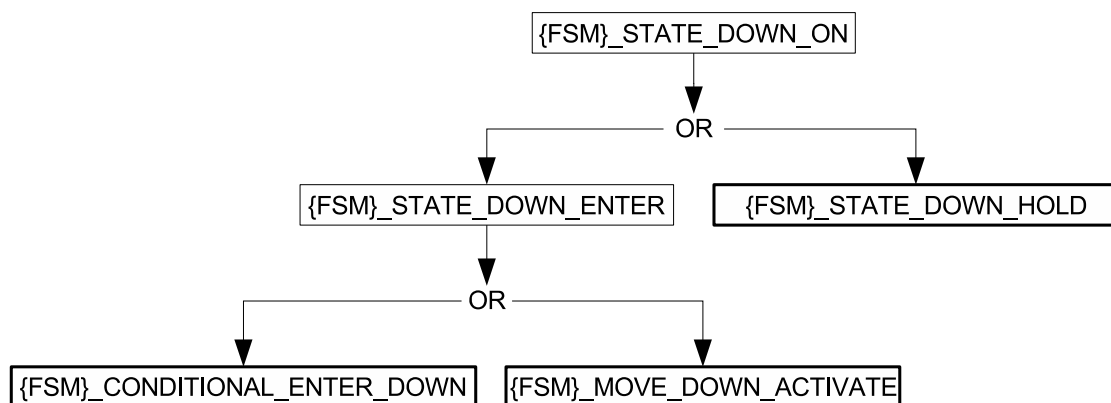 {FSM}_STATE_DOWN_ON
OR
{FSM}_STATE_DOWN_ENTER
{FSM}_STATE_DOWN_HOLD
OR
{FSM}_CONDITIONAL_ENTER_DOWN
{FSM}_MOVE_DOWN_ACTIVATE